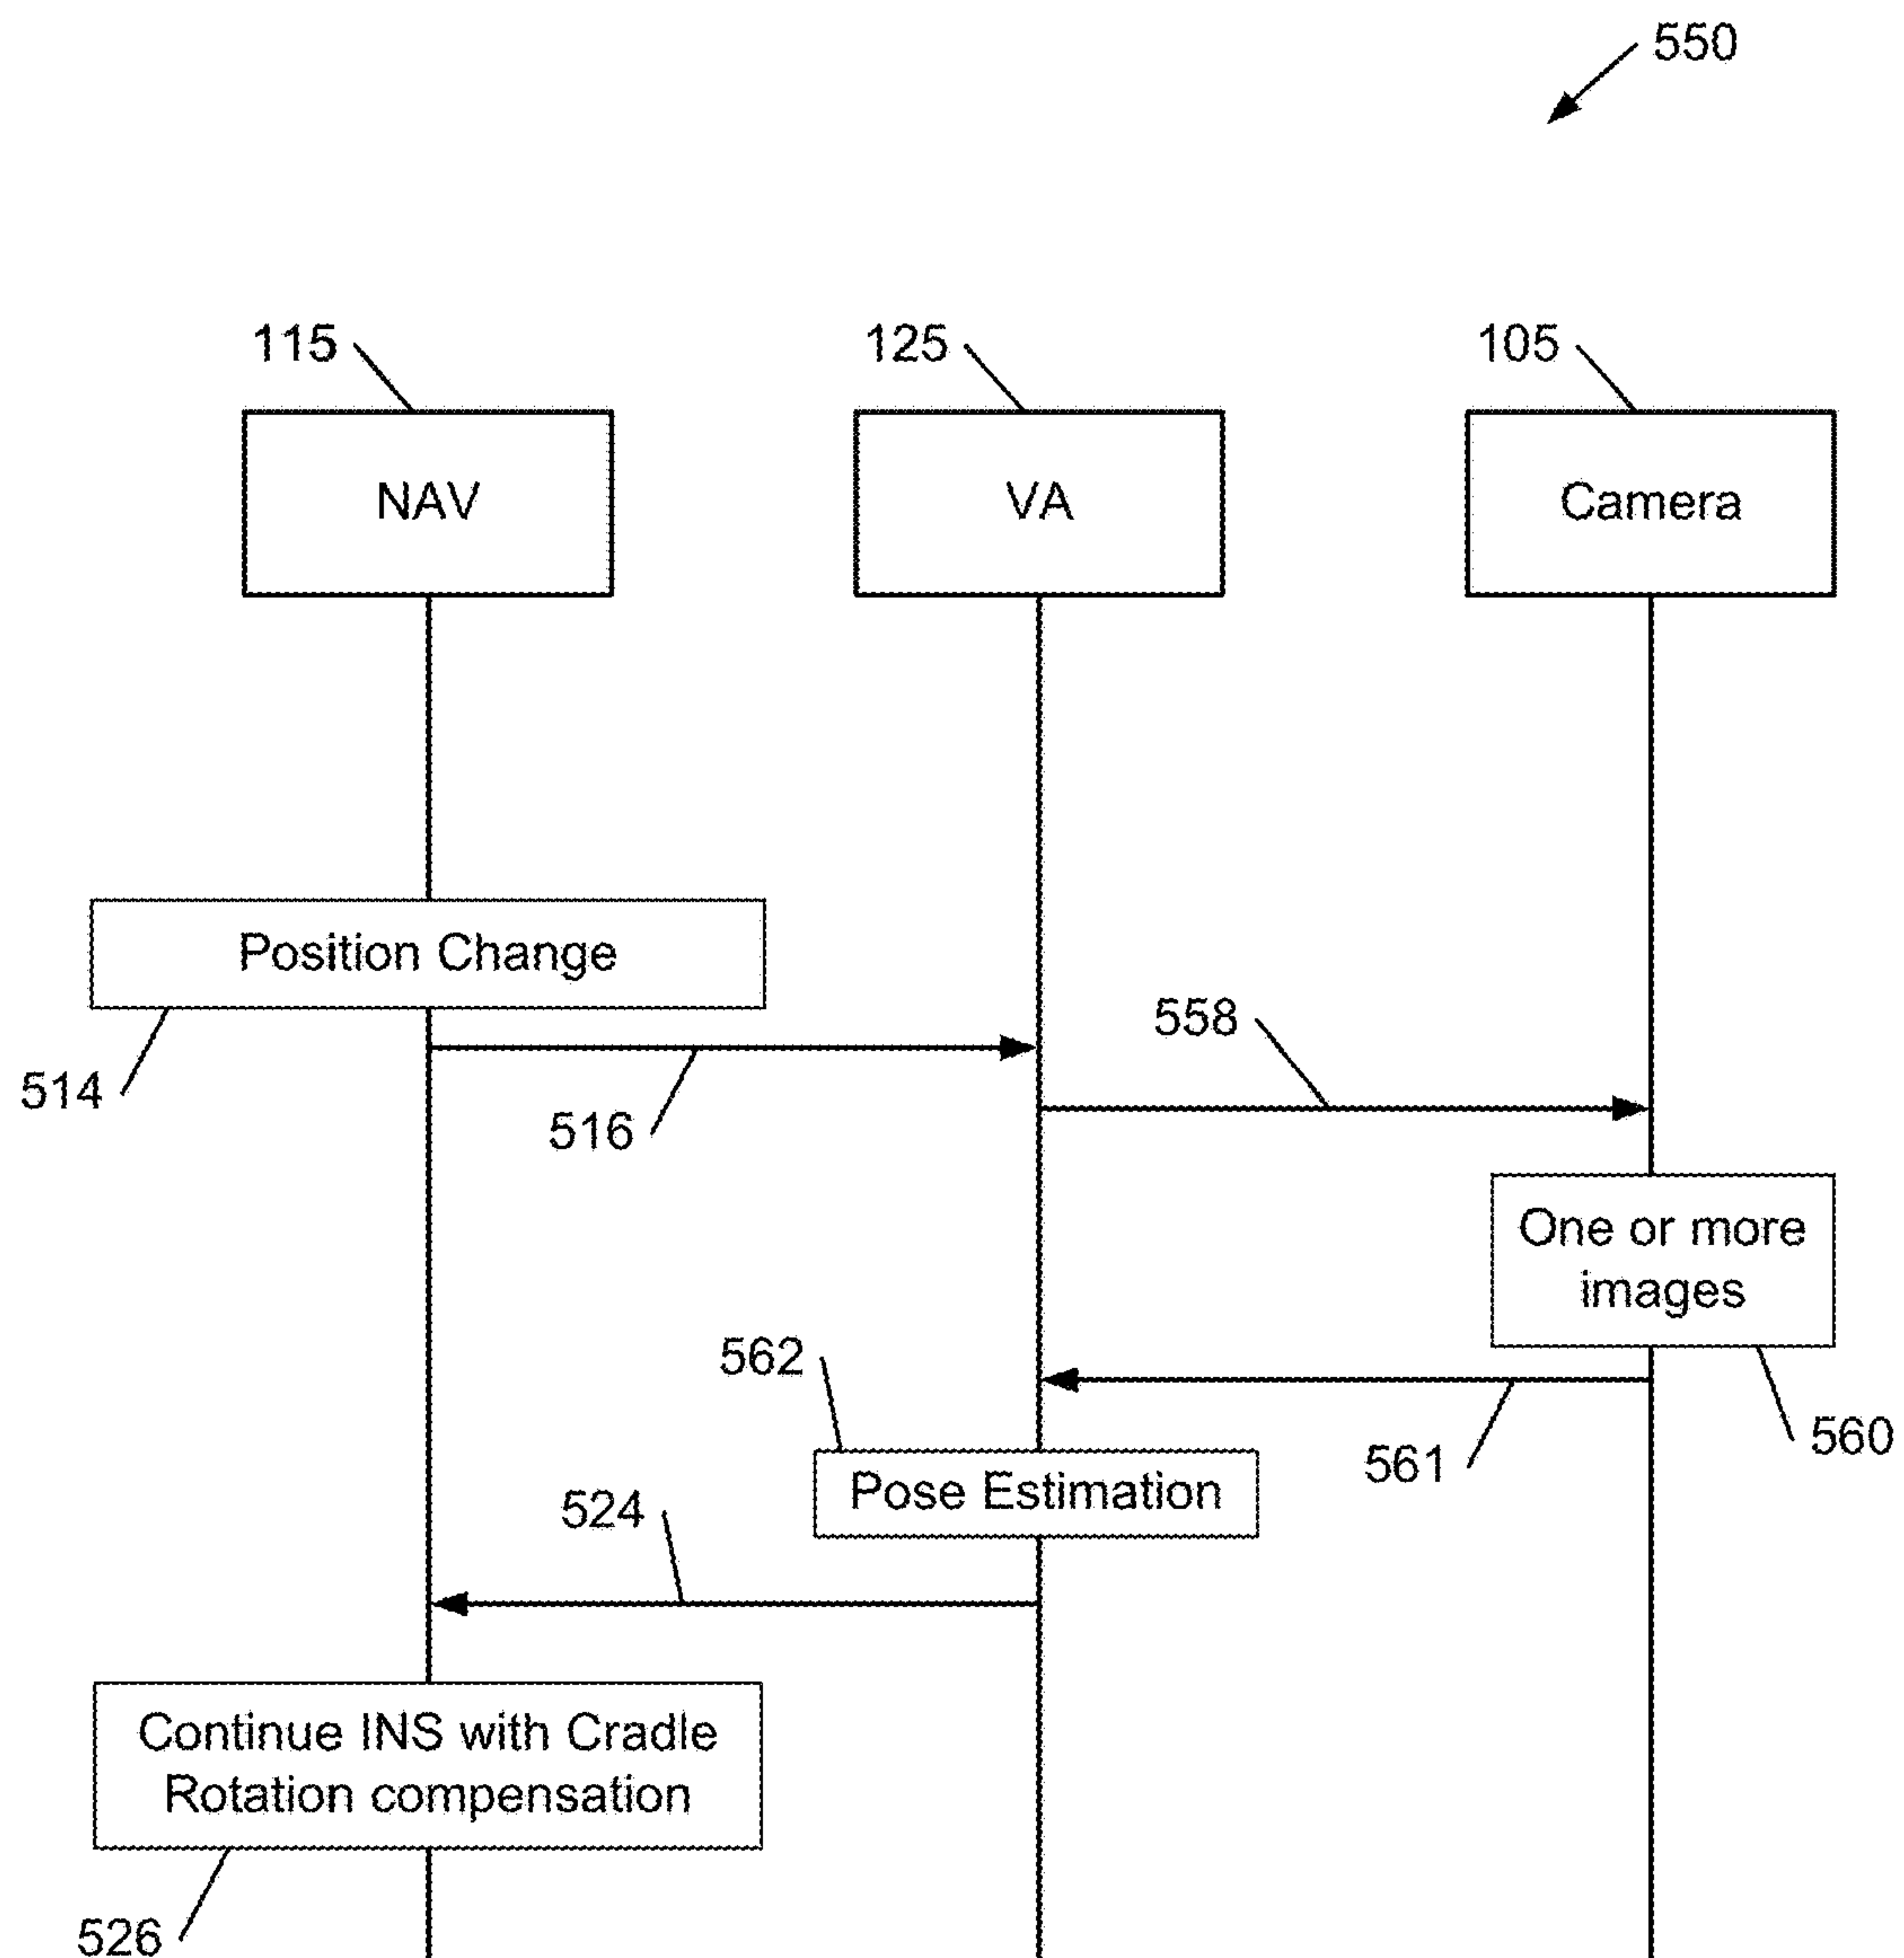 550
115
125
105
NAV
VA
Camera
Position Change
514
516
558
One or more
images
560
561
562
Pose Estimation
524
Continue INS with Cradle
Rotation compensation
526